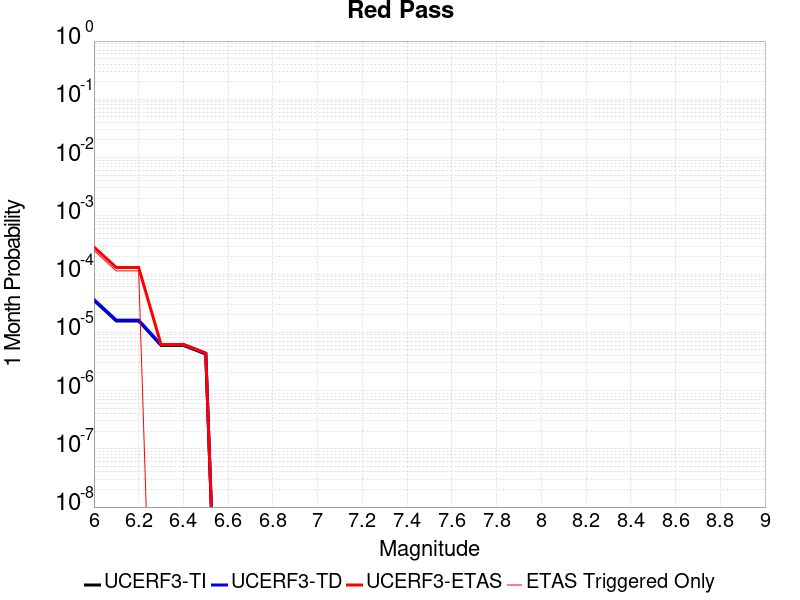 Red Pass
10^0
10^-1
10^-2
10^-3
10^-4
10^-5
10^-6
10^-7
10^-8
1 Month Probability
6 6.2 6.4 6.6 6.8 7 7.2 7.4 7.6 7.8 8 8.2 8.4 8.6 8.8 9
Magnitude
UCERF3-TI UCERF3-TD UCERF3-ETAS ETAS Triggered Only